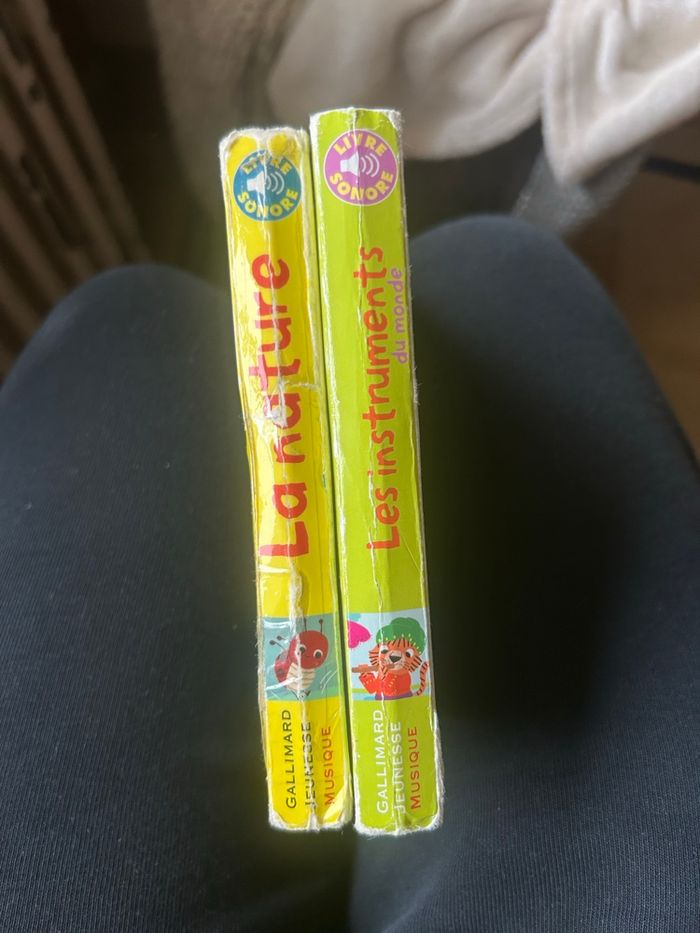 LIVRE
SONORE
La nature
GALLIMARD
JEUNESSE
MUSIQUE
LIVRE
SONORE
Les instruments
du monde
GALLIMARD
JEUNESSE
MUSIQUE